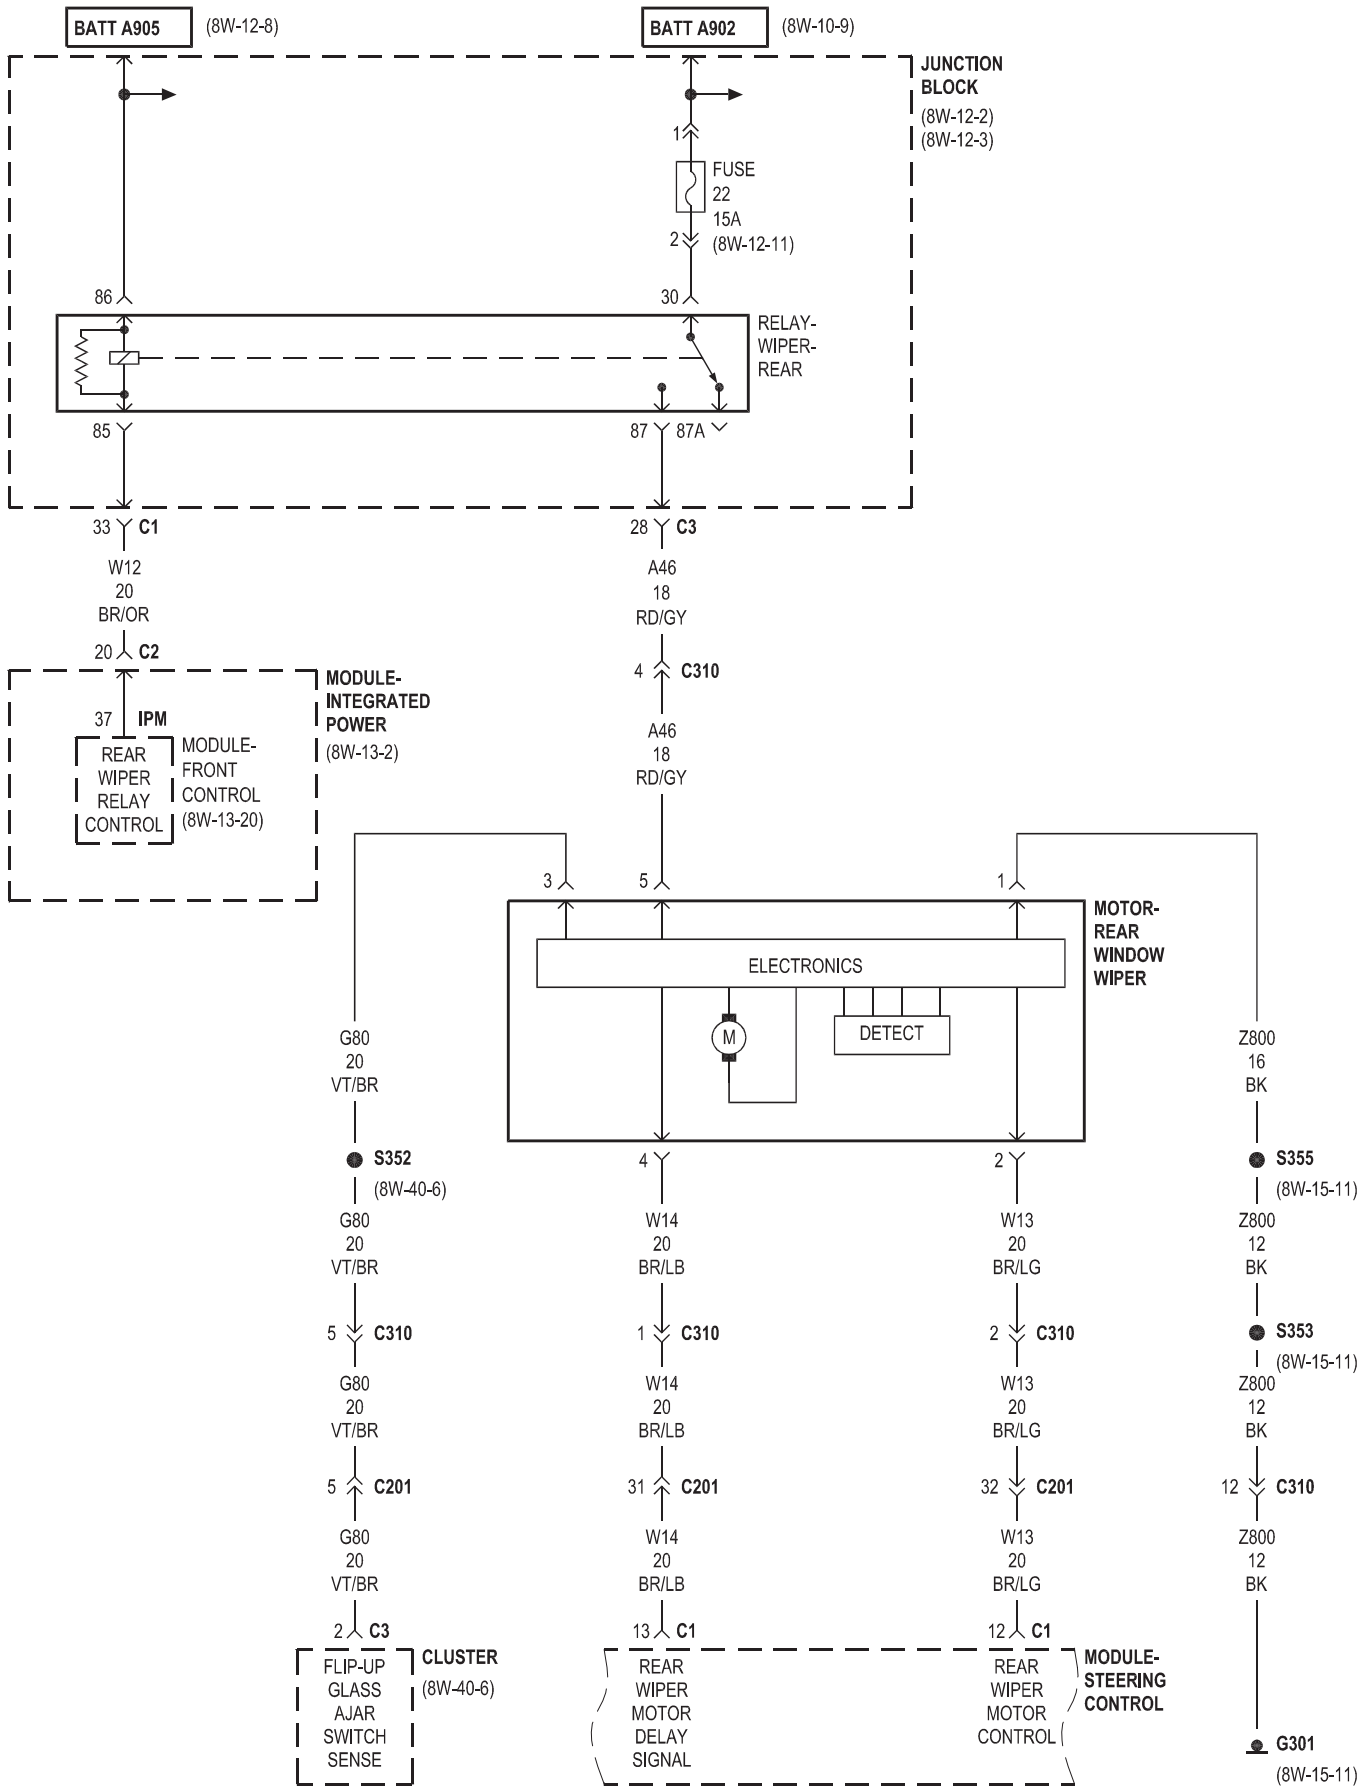 BATT A905 (8W-12-8) BATT A902 (8W-10-9)
JUNCTION
BLOCK
(8W-12-2)
(8W-12-3)
1
FUSE
22
15A
2 (8W-12-11)
86 30
RELAY-
WIPER-
REAR
85 87 87A
33 C1 28 C3
W12
20
BR/OR
A46
18
RD/GY
20 C2
4 C310
MODULE-
INTEGRATED
POWER
(8W-13-2)
37 IPM
REAR
WIPER
RELAY
CONTROL
MODULE-
FRONT
CONTROL
(8W-13-20)
A46
18
RD/GY
3 5 1
MOTOR-
REAR
WINDOW
WIPER
ELECTRONICS
M
DETECT
G80
20
VT/BR
Z800
16
BK
S352
(8W-40-6)
4 2
S355
(8W-15-11)
G80
20
VT/BR
W14
20
BR/LB
W13
20
BR/LG
Z800
12
BK
5 C310 1 C310 2 C310
S353
(8W-15-11)
G80
20
VT/BR
W14
20
BR/LB
W13
20
BR/LG
Z800
12
BK
5 C201 31 C201 32 C201 12 C310
G80
20
VT/BR
W14
20
BR/LB
W13
20
BR/LG
Z800
12
BK
2 C3 13 C1 12 C1
FLIP-UP
GLASS
AJAR
SWITCH
SENSE
CLUSTER
(8W-40-6)
REAR
WIPER
MOTOR
DELAY
SIGNAL
REAR
WIPER
MOTOR
CONTROL
MODULE-
STEERING
CONTROL
G301
(8W-15-11)